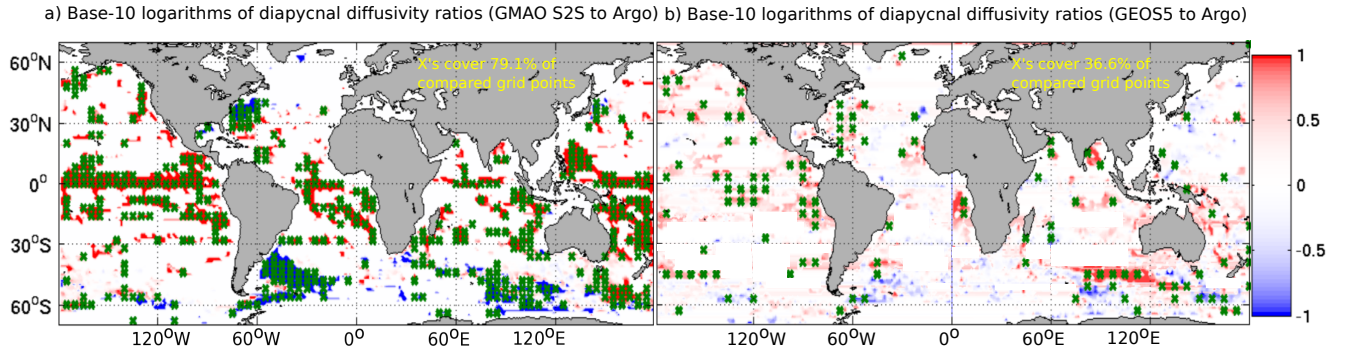 a) Base-10 logarithms of diapycnal diffusivity ratios (GMAO S2S to Argo)
b) Base-10 logarithms of diapycnal diffusivity ratios (GEOS5 to Argo)
X's cover 79.1% of
compared grid points
X's cover 36.6% of
compared grid points
60°N
30°N
0°
30°S
60°S
120°W
60°W
0°
60°E
120°E
120°W
60°W
0°
60°E
120°E
1
0.5
0
-0.5
-1